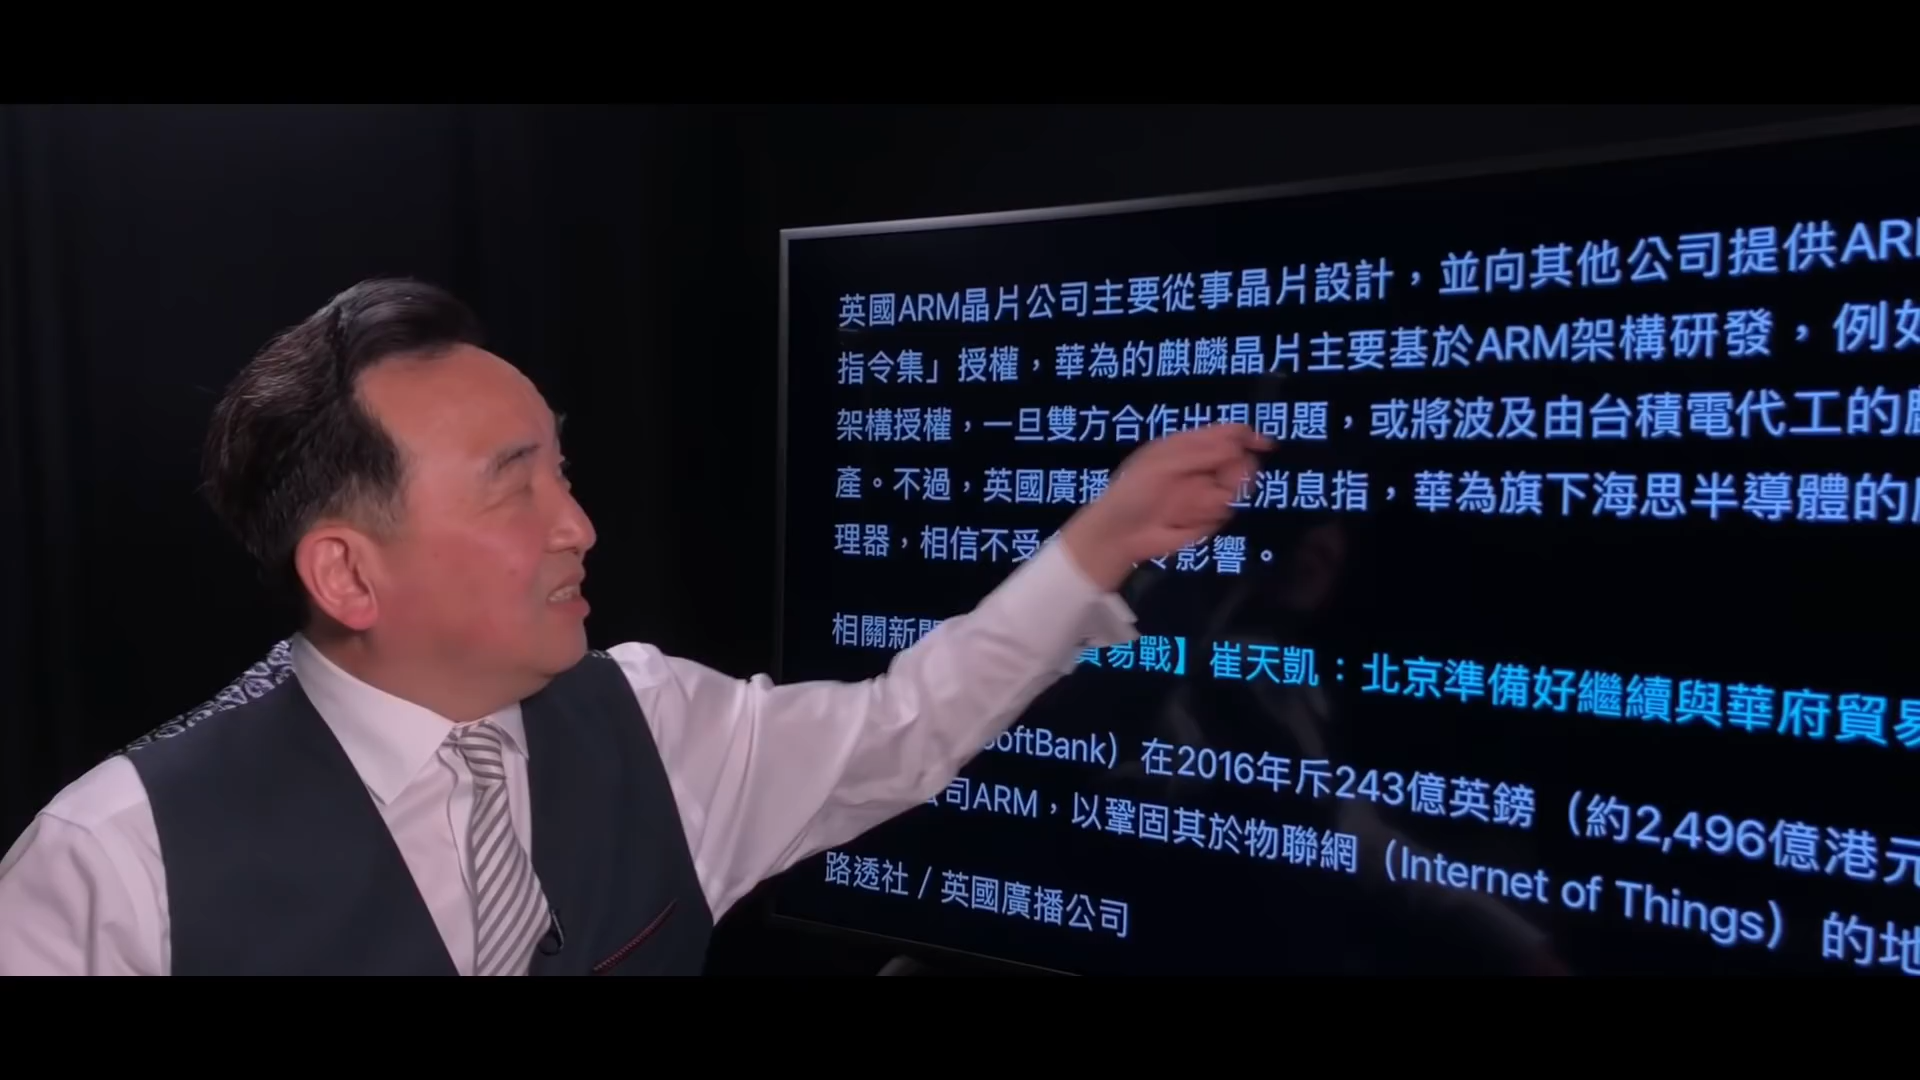 英國ARM晶片公司主要從事晶片設計，並向其他公司提供AR
指令集」授權，華為的麒麟晶片主要基於ARM架構研發，例如
架構授權，一旦雙方合作出現問題，或將波及由台積電代工的
產。不過，英國廣播 消息指，華為旗下海思半導體的
理器，相信不受 影響。
相關新聞 貿易戰】崔天凱：北京準備好繼續與華府貿易
SoftBank）在2016年斥243億英鎊（約2,496億港元
公司ARM，以鞏固其於物聯網（Internet of Things）的地
路透社 / 英國廣播公司